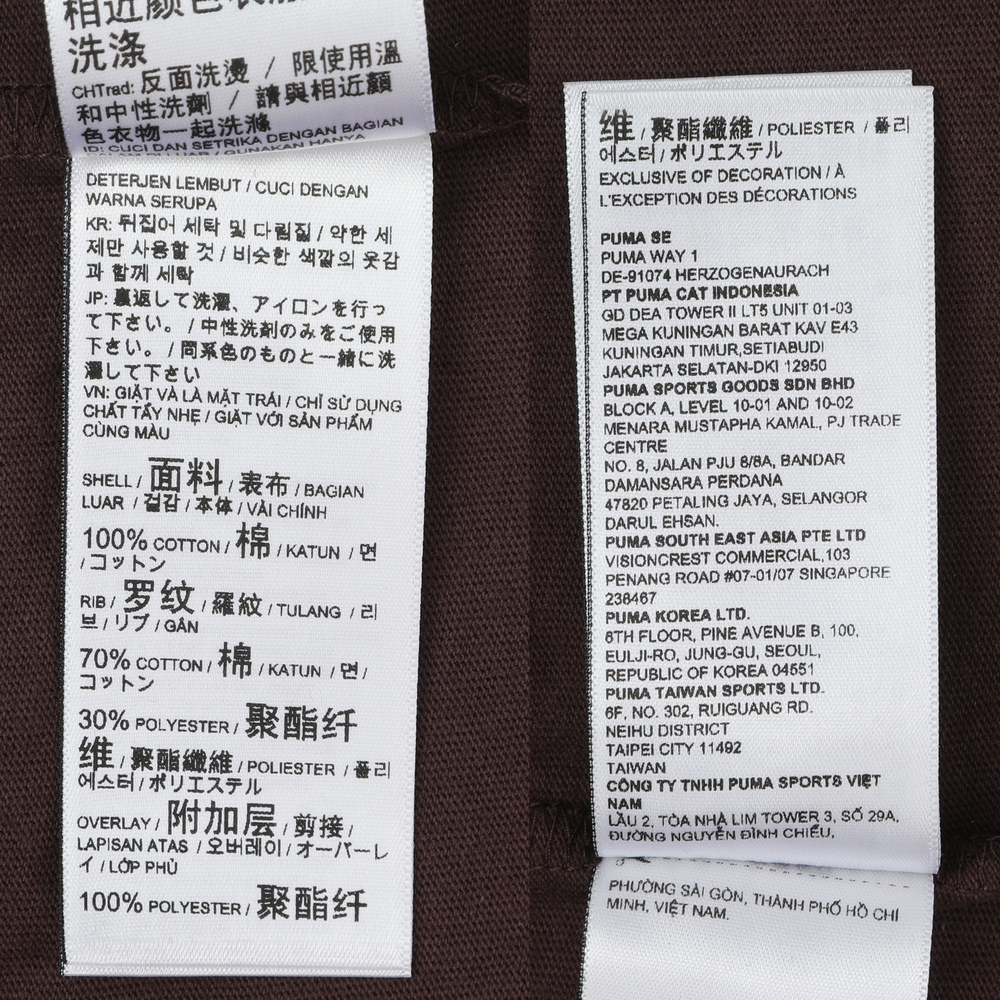 相近颜色衣服
洗涤
CHTrad: 反面洗燙 / 限使用溫
和中性洗劑 / 請與相近顏
色衣物一起洗滌
ID: CUCI DAN SETRIKA DENGAN BAGIAN
DALAM DI LUAR / GUNAKAN HANYA
DETERJEN LEMBUT / CUCI DENGAN
WARNA SERUPA
KR: 뒤집어 세탁 및 다림질 / 약한 세
제만 사용할 것 / 비슷한 색깔의 옷감
과 함께 세탁
JP: 裏返して洗濯、アイロンを行っ
て下さい。 / 中性洗剤のみをご使用
下さい。 / 同系色のものと一緒に洗
濯して下さい
VN: GIẶT VÀ LÀ MẶT TRÁI / CHỈ SỬ DỤNG
CHẤT TẨY NHẸ / GIẶT VỚI SẢN PHẨM
CÙNG MÀU
SHELL / 面料 / 表布 / BAGIAN
LUAR / 겉감 / 本体 / VẢI CHÍNH
100% COTTON / 棉 / KATUN / 면
/ コットン
RIB / 罗纹 / 羅紋 / TULANG / 리
브 / リブ / GÂN
70% COTTON / 棉 / KATUN / 면 /
コットン
30% POLYESTER / 聚酯纤
维 / 聚酯纖維 / POLIESTER / 폴리
에스터 / ポリエステル
OVERLAY / 附加层 / 剪接 /
LAPISAN ATAS / 오버레이 / オーバーレ
イ / LỚP PHỦ
100% POLYESTER / 聚酯纤
维 / 聚酯纖維 / POLIESTER / 폴리
에스터 / ポリエステル
EXCLUSIVE OF DECORATION / À
L'EXCEPTION DES DÉCORATIONS
PUMA SE
PUMA WAY 1
DE-91074 HERZOGENAURACH
PT PUMA CAT INDONESIA
GD DEA TOWER II LT5 UNIT 01-03
MEGA KUNINGAN BARAT KAV E43
KUNINGAN TIMUR,SETIABUDI
JAKARTA SELATAN-DKI 12950
PUMA SPORTS GOODS SDN BHD
BLOCK A, LEVEL 10-01 AND 10-02
MENARA MUSTAPHA KAMAL, PJ TRADE
CENTRE
NO. 8, JALAN PJU 8/8A, BANDAR
DAMANSARA PERDANA
47820 PETALING JAYA, SELANGOR
DARUL EHSAN.
PUMA SOUTH EAST ASIA PTE LTD
VISIONCREST COMMERCIAL,103
PENANG ROAD #07-01/07 SINGAPORE
238467
PUMA KOREA LTD.
6TH FLOOR, PINE AVENUE B, 100,
EULJI-RO, JUNG-GU, SEOUL,
REPUBLIC OF KOREA 04551
PUMA TAIWAN SPORTS LTD.
6F, NO. 302, RUIGUANG RD.
NEIHU DISTRICT
TAIPEI CITY 11492
TAIWAN
CÔNG TY TNHH PUMA SPORTS VIỆT
NAM
LẦU 2, TÒA NHÀ LIM TOWER 3, SỐ 29A,
ĐƯỜNG NGUYỄN ĐÌNH CHIỂU,
PHƯỜNG SÀI GÒN, THÀNH PHỐ HỒ CHÍ
MINH, VIỆT NAM.